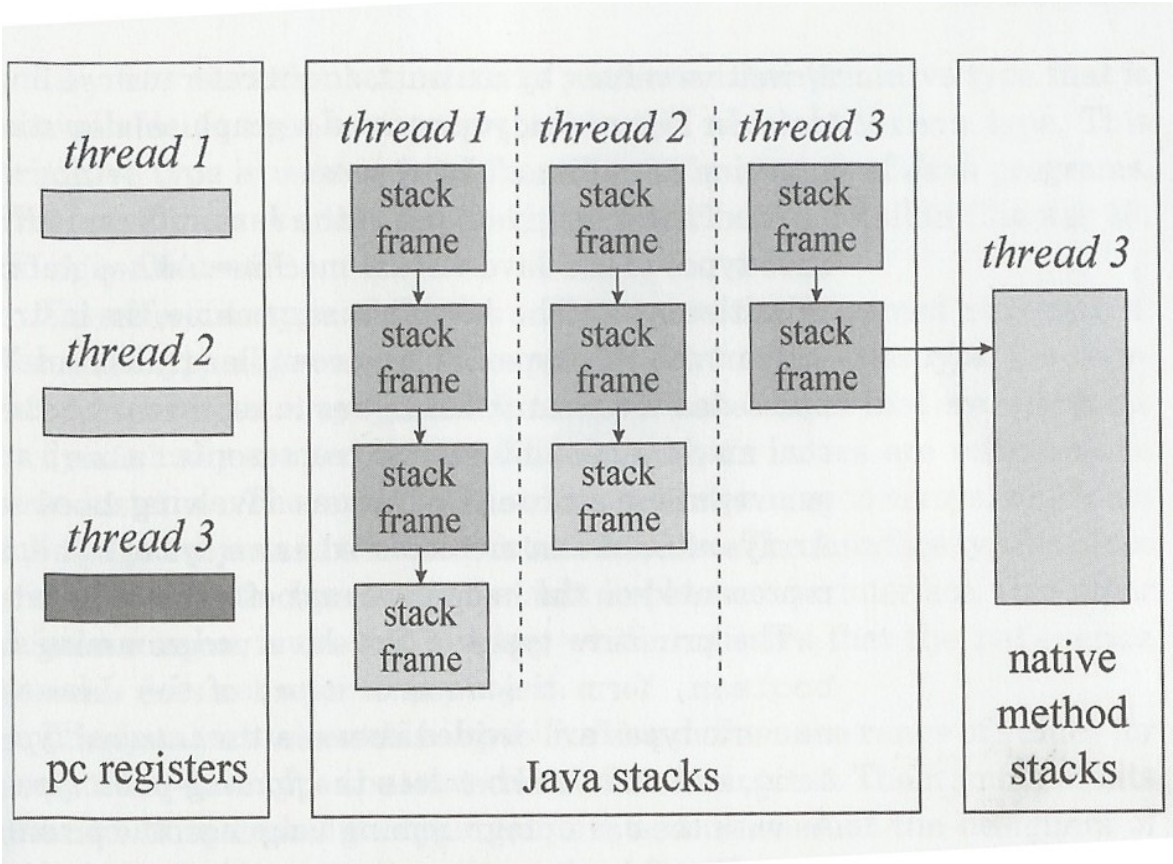 thread 1
thread 2
thread 3
pc registers
thread 1
stack
frame
stack
frame
stack
frame
stack
frame
thread 2
stack
frame
stack
frame
stack
frame
thread 3
stack
frame
stack
frame
Java stacks
thread 3
native
method
stacks